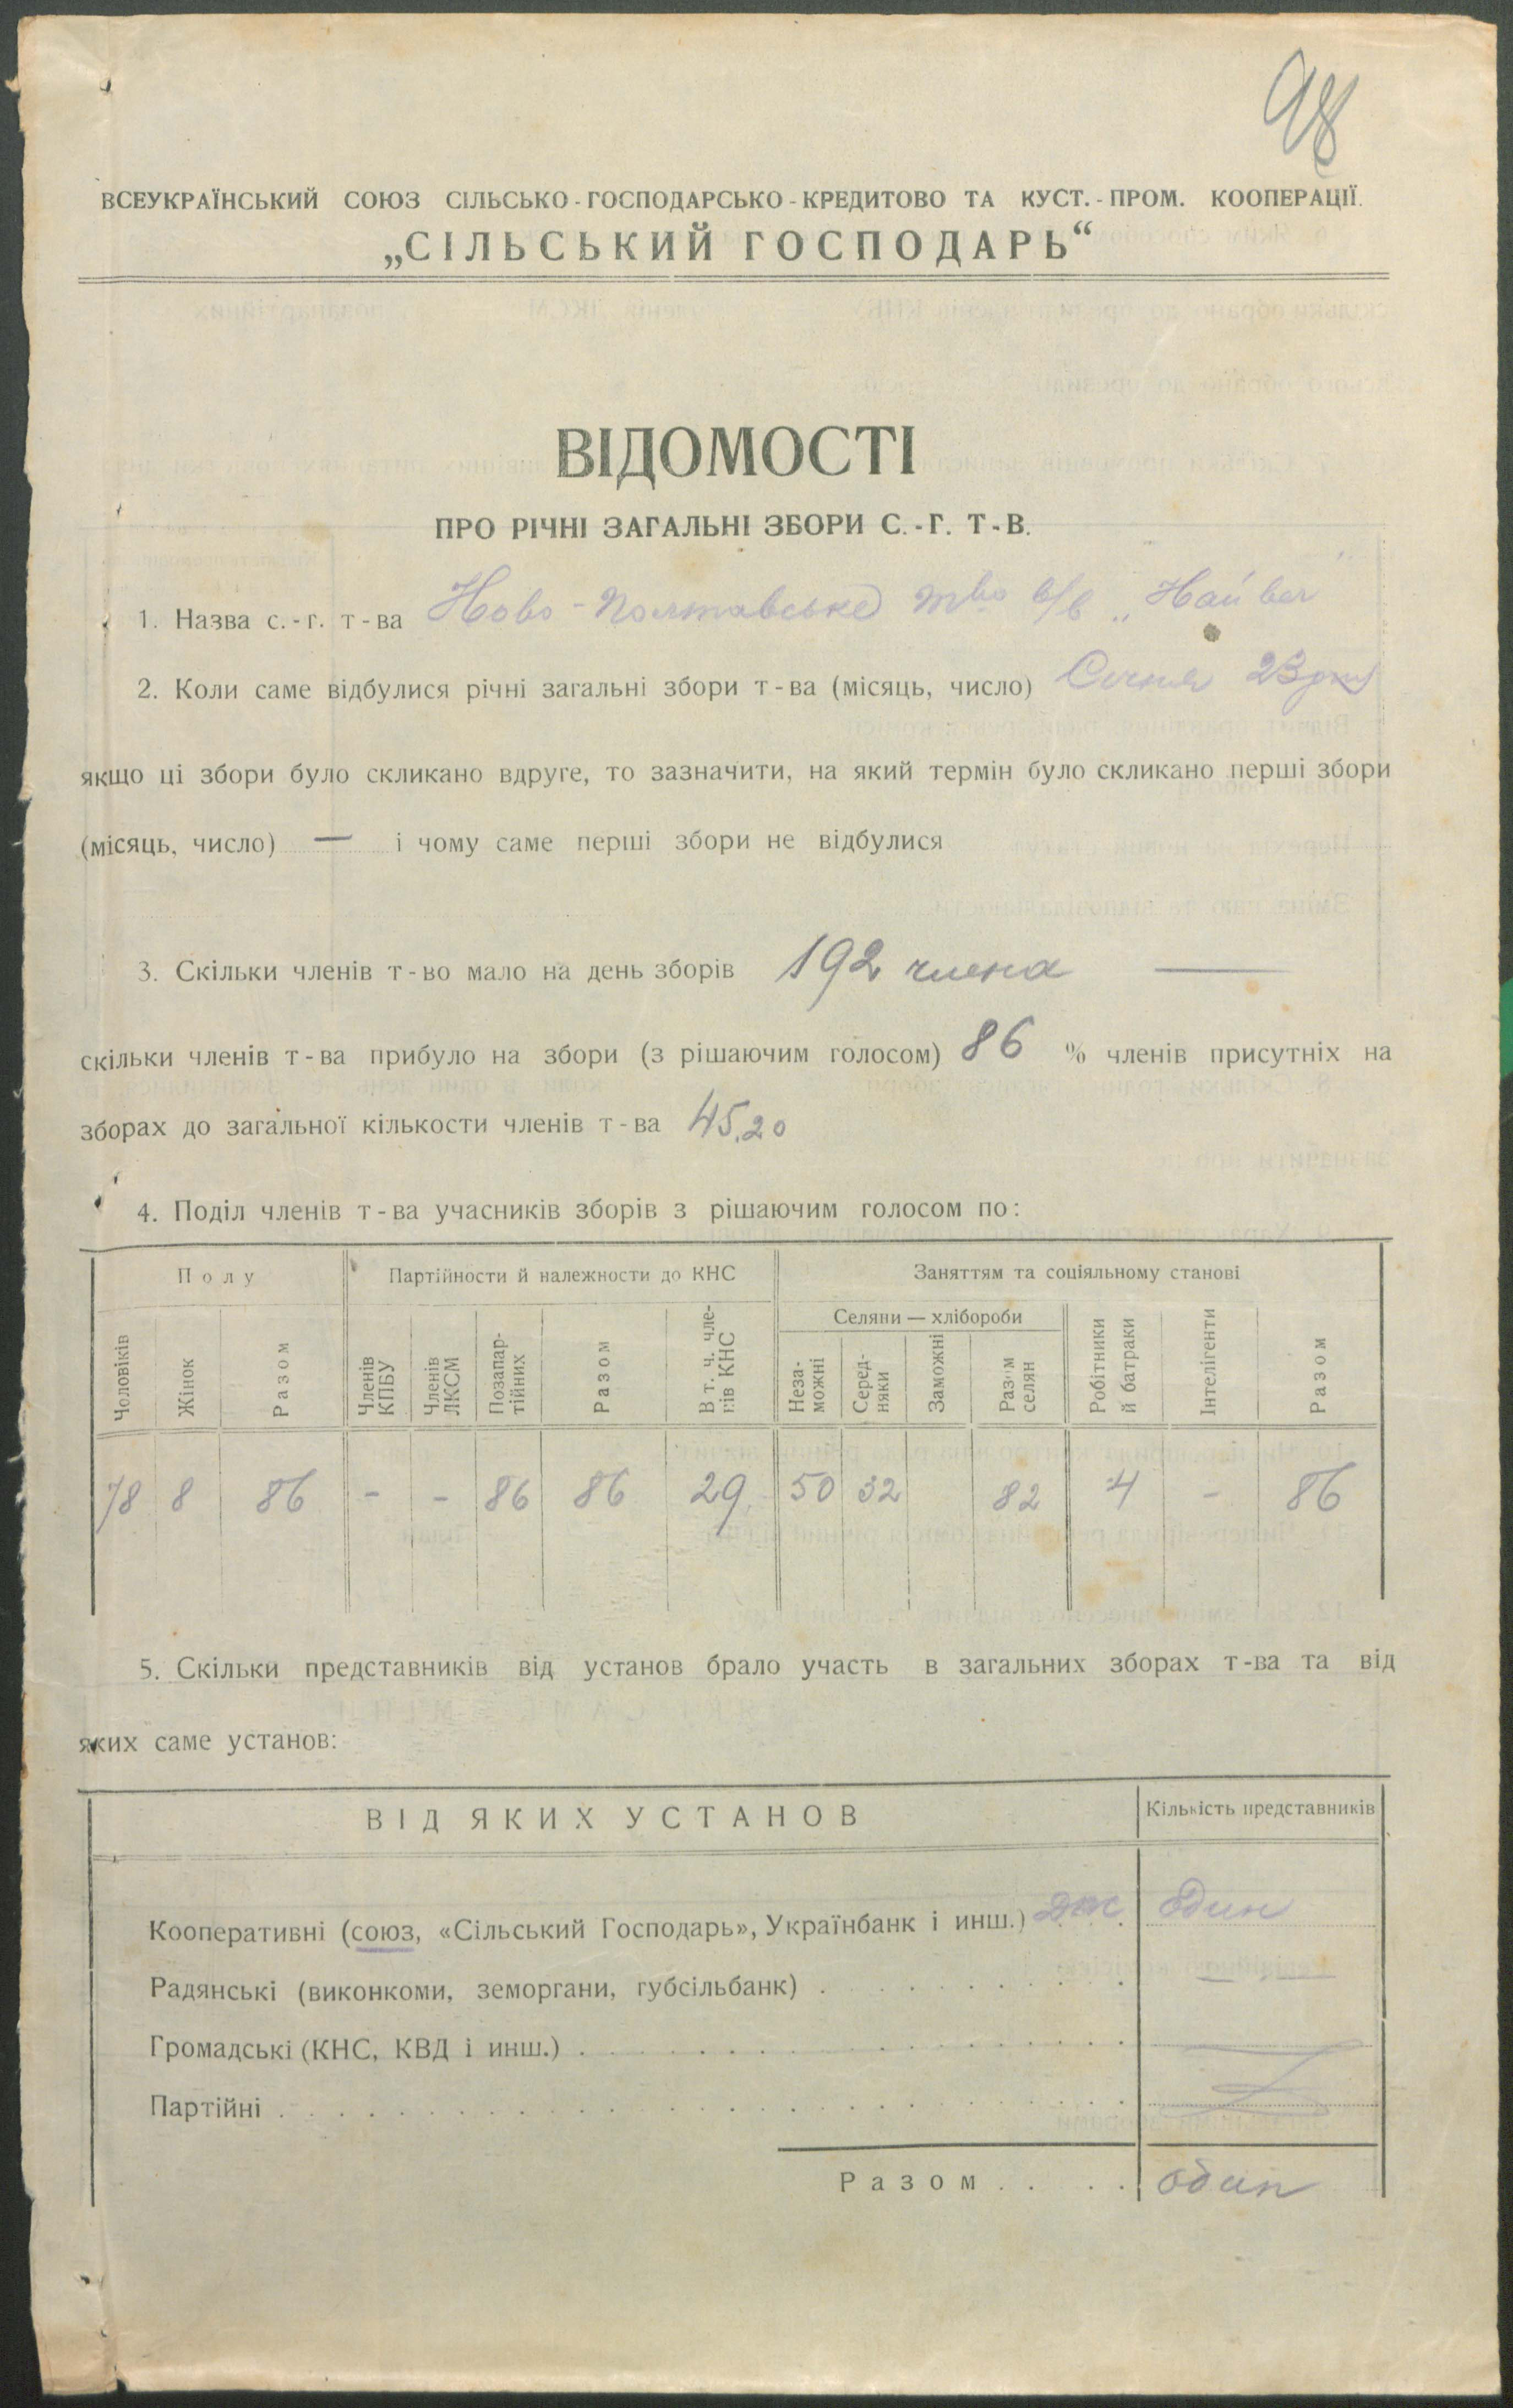 98
ВСЕУКРАЇНСЬКИЙ СОЮЗ СІЛЬСЬКО-ГОСПОДАРСЬКО-КРЕДИТОВО ТА КУСТ.-ПРОМ. КООПЕРАЦІЇ.
„СІЛЬСЬКИЙ ГОСПОДАРЬ“
ВІДОМОСТІ
ПРО РІЧНІ ЗАГАЛЬНІ ЗБОРИ С.-Г. Т-В.
1. Назва с.-г. т-ва Ново-Полтавське тво „Найвег"
2. Коли саме відбулися річні загальні збори т-ва (місяць, число) Січня 23
якщо ці збори було скликано вдруге, то зазначити, на який термін було скликано перші збори
(місяць, число) — і чому саме перші збори не відбулися
3. Скільки членів т-во мало на день зборів 192 члена —
скільки членів т-ва прибуло на збори (з рішаючим голосом) 86 % членів присутніх на
зборах до загальної кількости членів т-ва 45,20
4. Поділ членів т-ва учасників зборів з рішаючим голосом по:
Полу Партійности й належности до КНС Заняттям та соціяльному станові
Селяни — хлібороби
Чоловіків Жінок Разом Членів КПБУ Членів ЛКСМ Позапартійних Разом В т. ч. членів КНС Незаможні Середняки Заможні Разом селян Робітники й батраки Інтелігенти Разом
78 8 86 - - 86 86 29 50 32 82 4 - 86
5. Скільки представників від установ брало участь в загальних зборах т-ва та від
яких саме установ:
ВІД ЯКИХ УСТАНОВ Кількість представників
Кооперативні (союз, «Сільський Господарь», Українбанк і инш.) один
Радянські (виконкоми, земоргани, губсільбанк) . — . —
Громадські (КНС, КВД і инш.)
Партійні
Разом . . . . один